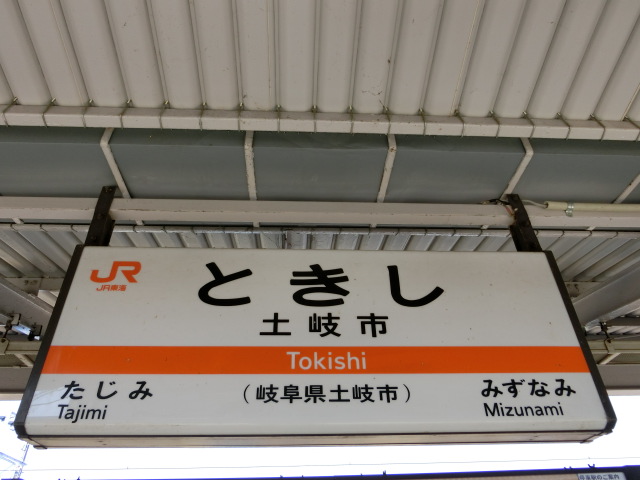 JR
JR東海
ときし
土岐市
Tokishi
たじみ
Tajimi
(岐阜県土岐市)
みずなみ
Mizunami